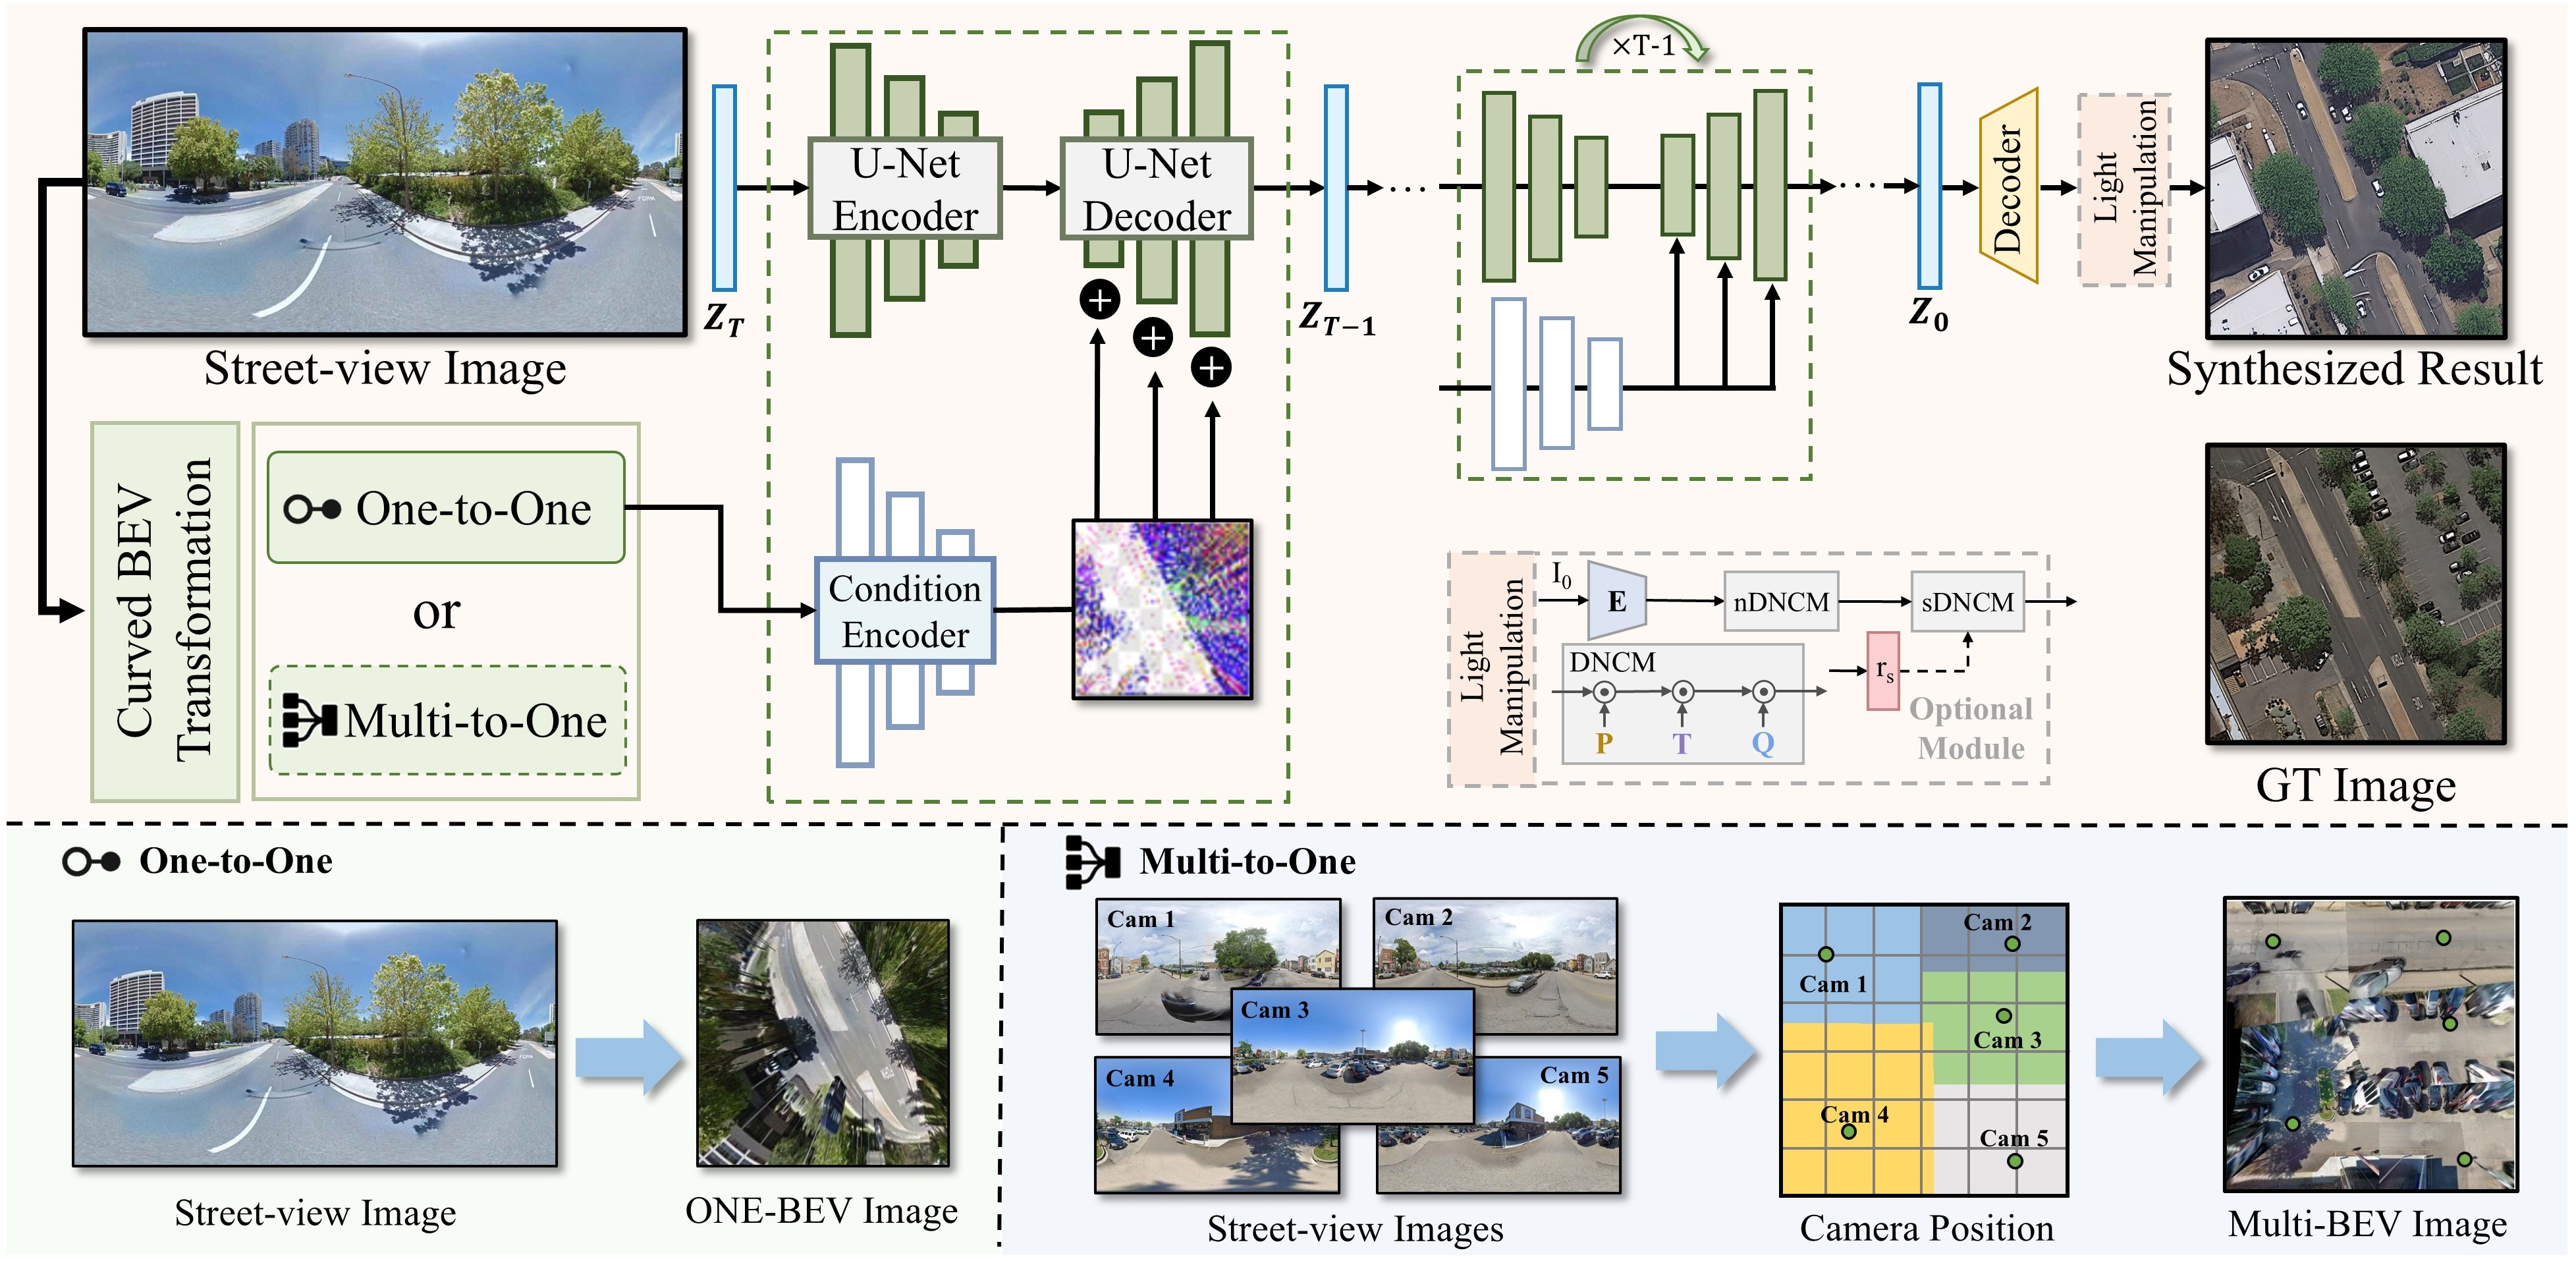 Street-view Image
Z_T
U-Net
Encoder
U-Net
Decoder
Z_{T-1}
...
×T-1
...
Z_0
Decoder
Light
Manipulation
Synthesized Result
Curved BEV
Transformation
One-to-One
or
Multi-to-One
Condition
Encoder
Light
Manipulation
I_0
E
nDNCM
sDNCM
DNCM
P
T
Q
r_s
Optional
Module
GT Image
One-to-One
Street-view Image
ONE-BEV Image
Multi-to-One
Cam 1
Cam 2
Cam 3
Cam 4
Cam 5
Street-view Images
Cam 1
Cam 2
Cam 3
Cam 4
Cam 5
Camera Position
Multi-BEV Image